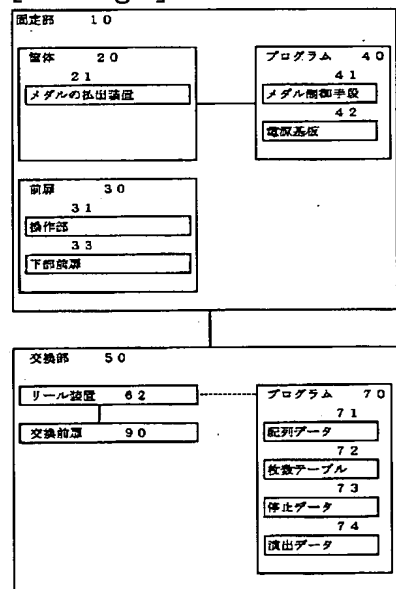 固定部 10
筐体 20
21
メダルの払出装置
プログラム 40
41
メダル制御手段
42
電源基板
前扉 30
31
操作部
33
下部前扉
交換部 50
リール装置 62
交換前扉 90
プログラム 70
71
配列データ
72
枚数テーブル
73
停止データ
74
演出データ